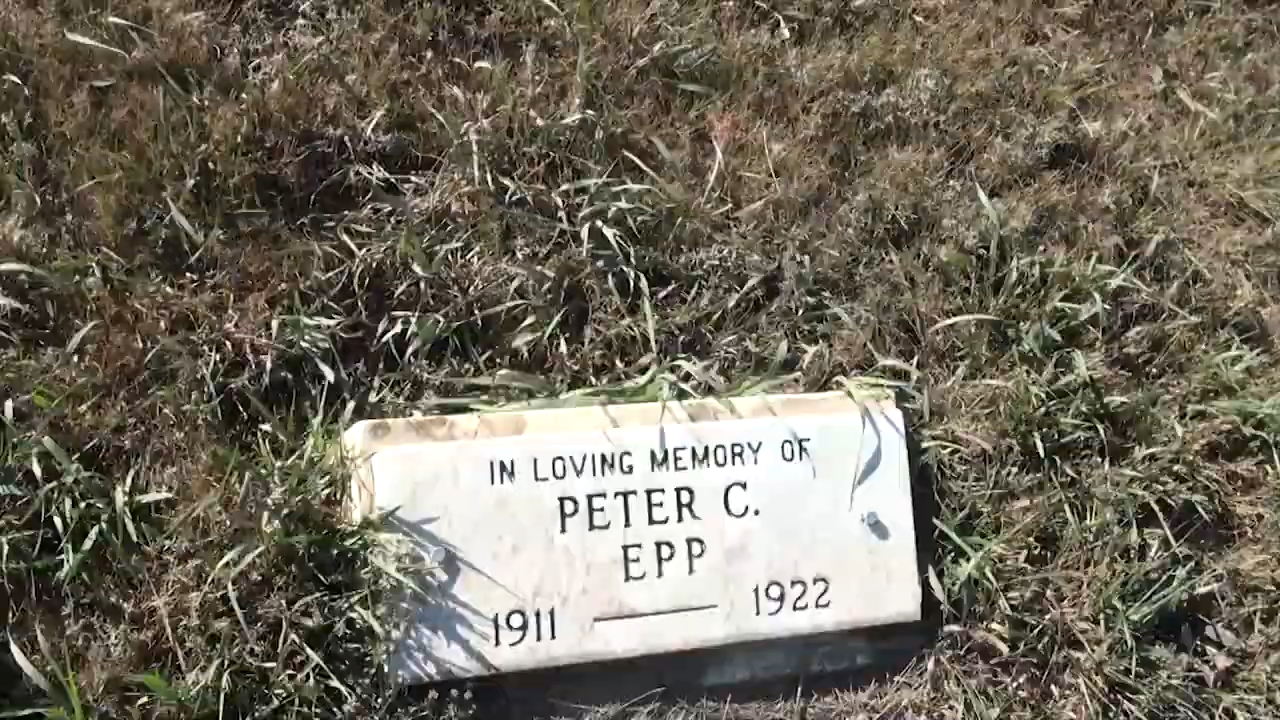 IN LOVING MEMORY OF
PETER C.
EPP
1911 — 1922